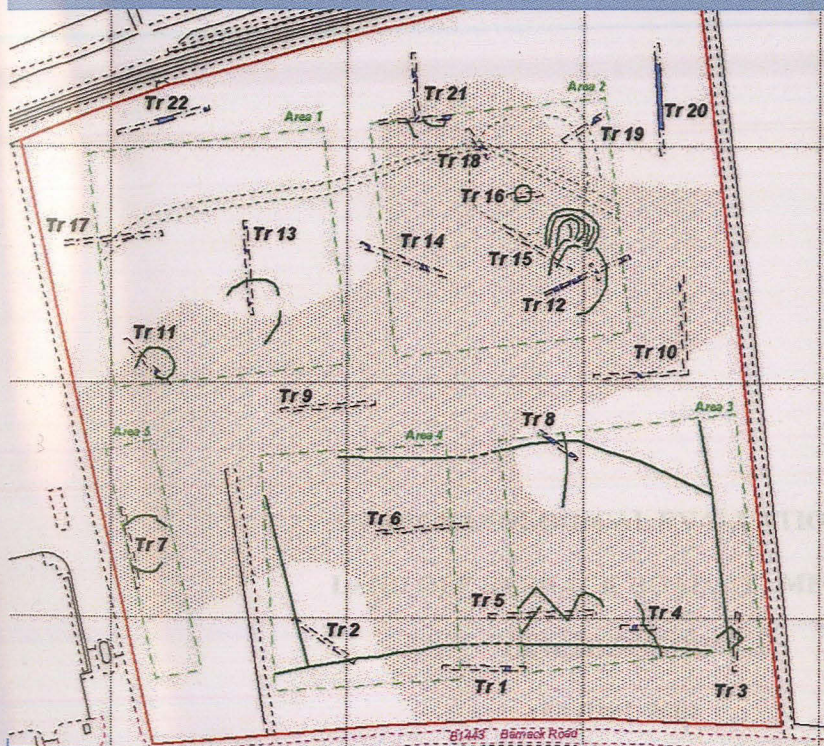 Tr 22
Area 1
Tr 21
Area 2
Tr 20
Tr 19
Tr 18
Tr 16
Tr 17
Tr 13
Tr 14
Tr 15
Tr 12
Tr 11
Tr 10
Tr 9
Tr 8
Area 3
Area 5
Area 4
Tr 6
Tr 7
Tr 5
Tr 4
Tr 2
Tr 1
Tr 3
B1443 Barnack Road